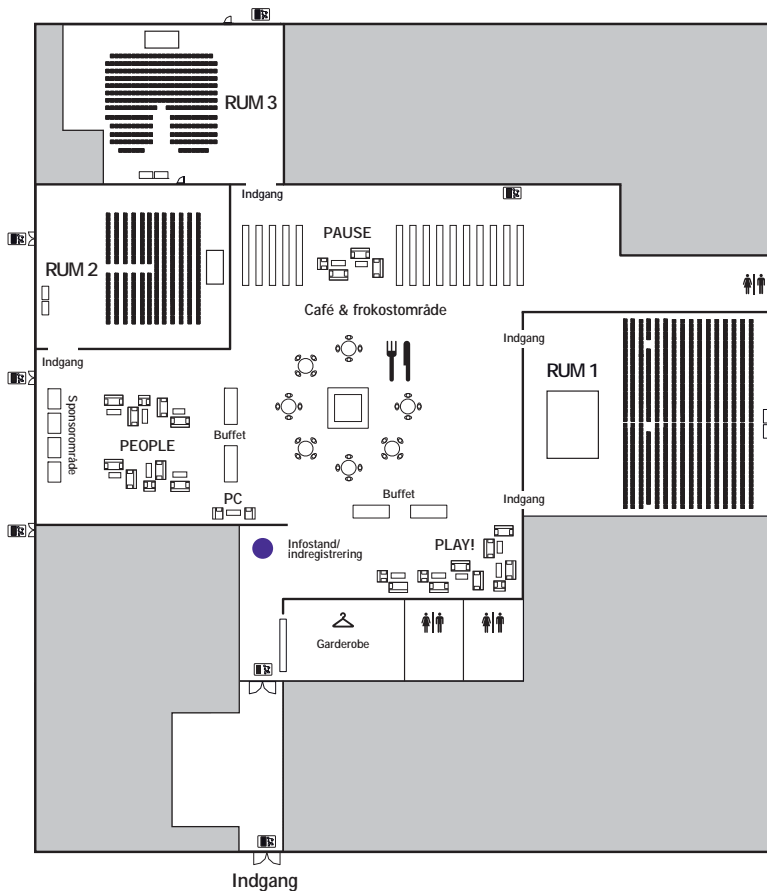 RUM 3
Indgang
PAUSE
RUM 2
Café & frokostområde
Indgang
Indgang
RUM 1
Sponsorområde
PEOPLE
Buffet
PC
Buffet
Indgang
Infostand/
indregistrering
PLAY!
Garderobe
Indgang